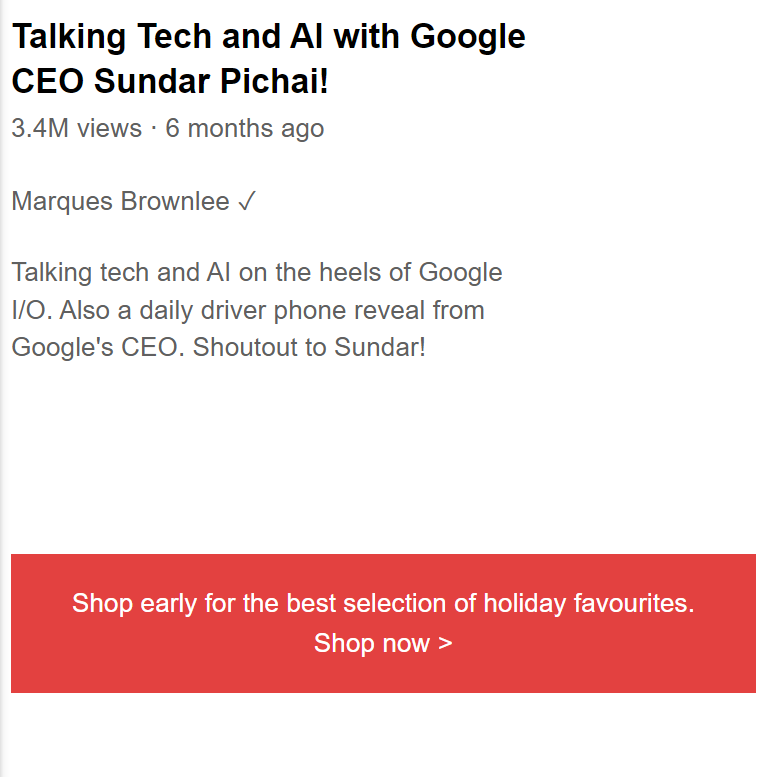 Talking Tech and AI with Google
CEO Sundar Pichai!
3.4M views · 6 months ago
Marques Brownlee ✓
Talking tech and AI on the heels of Google
I/O. Also a daily driver phone reveal from
Google's CEO. Shoutout to Sundar!
Shop early for the best selection of holiday favourites.
Shop now >